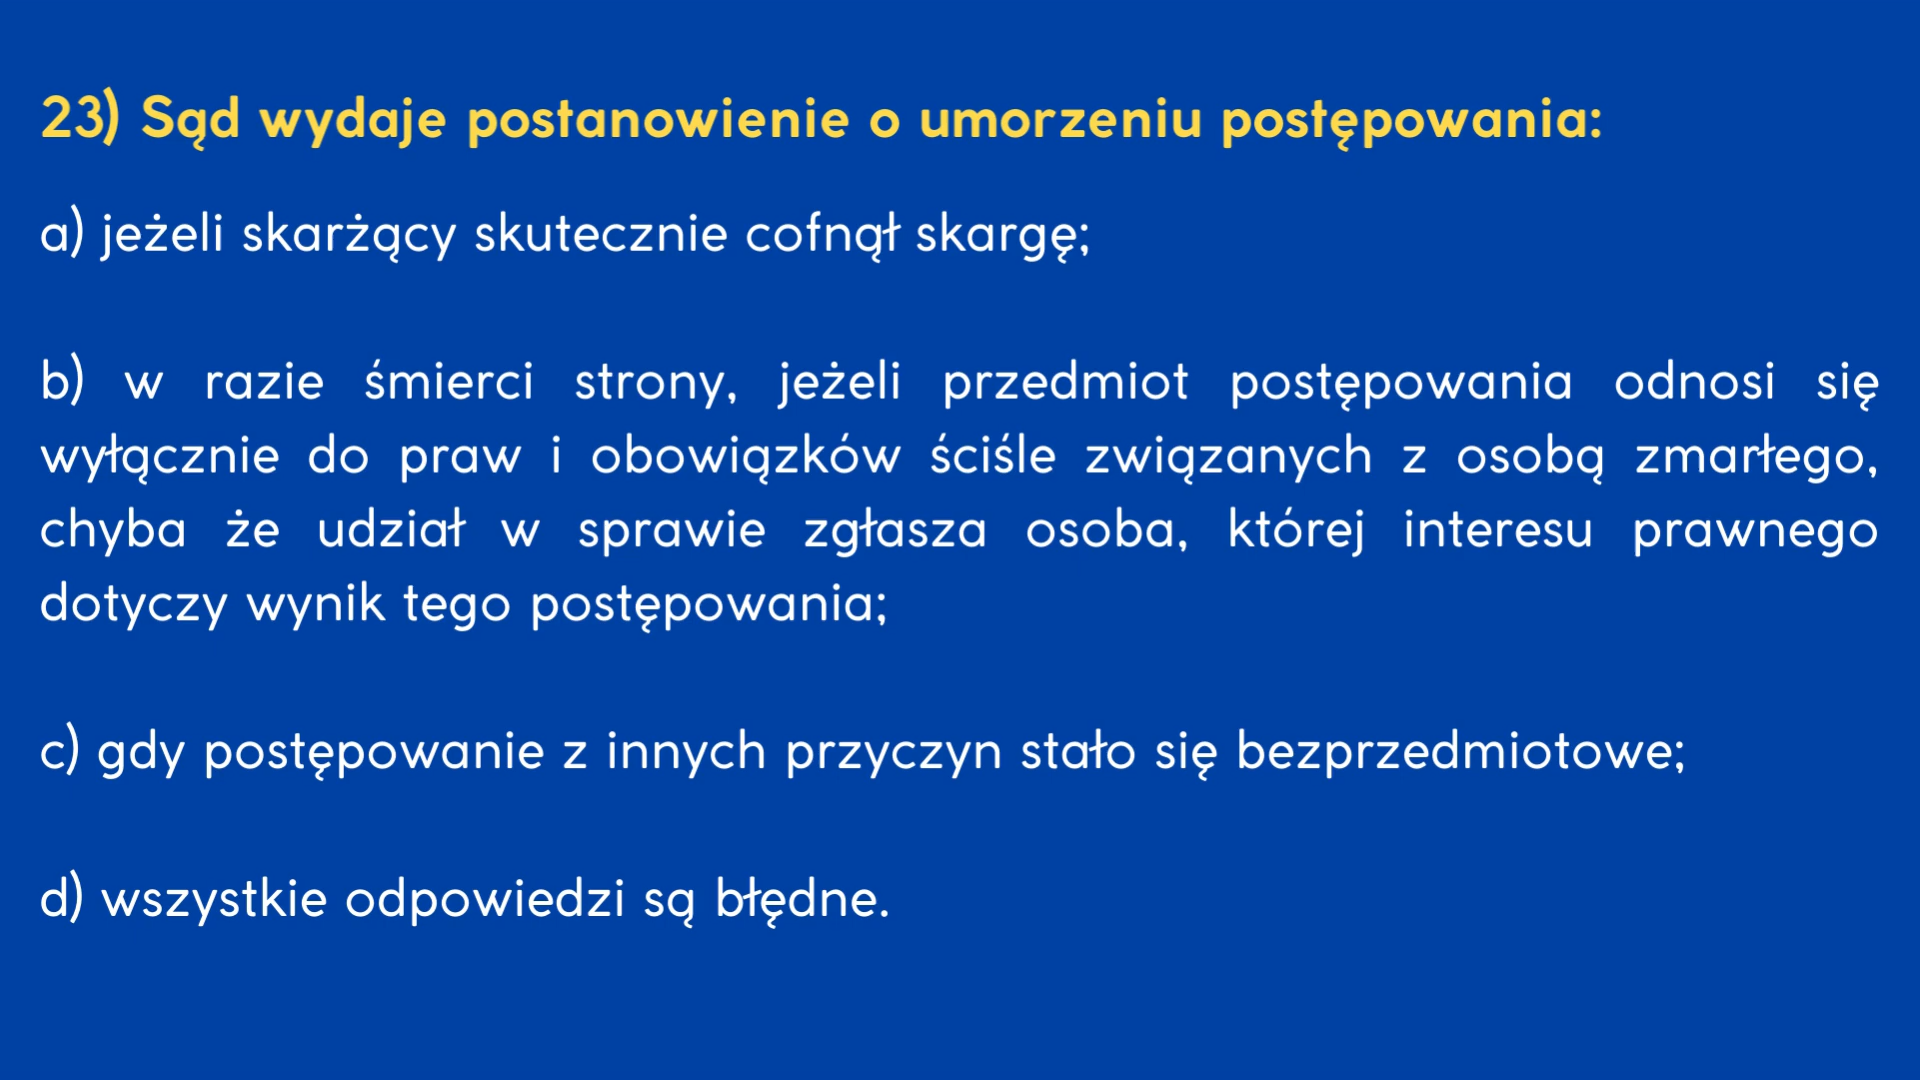 23) Sąd wydaje postanowienie o umorzeniu postępowania:
a) jeżeli skarżący skutecznie cofnął skargę;
b) w razie śmierci strony, jeżeli przedmiot postępowania odnosi się
wyłącznie do praw i obowiązków ściśle związanych z osobą zmarłego,
chyba że udział w sprawie zgłasza osoba, której interesu prawnego
dotyczy wynik tego postępowania;
c) gdy postępowanie z innych przyczyn stało się bezprzedmiotowe;
d) wszystkie odpowiedzi są błędne.